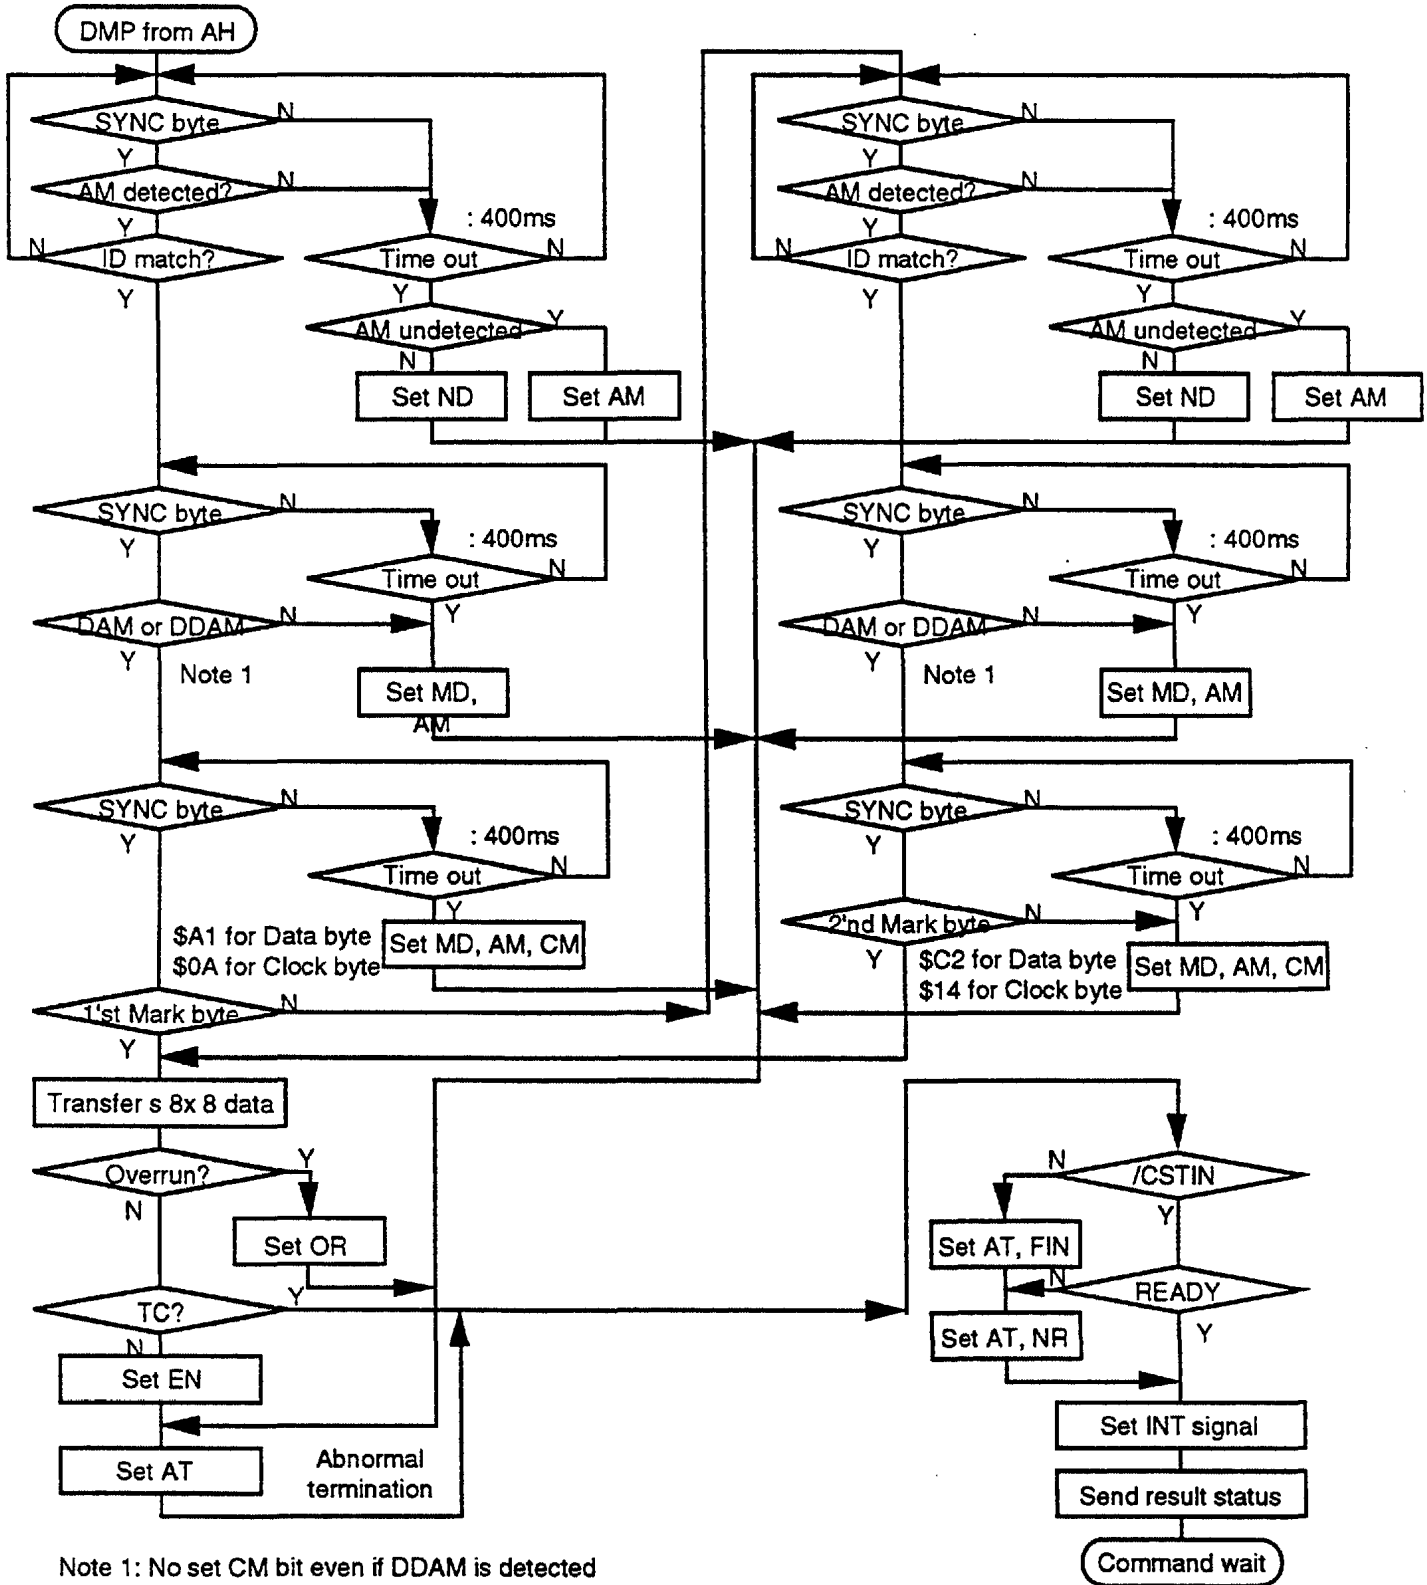 DMP from AH
SYNC byte
N
Y
AM detected?
N
Y
: 400ms
N
ID match?
Time out
N
Y
Y
AM undetected
Y
N
Set ND
Set AM
SYNC byte
N
Y
: 400ms
Time out
N
Y
DAM or DDAM
N
Y
Note 1
Set MD,
AM
SYNC byte
N
Y
: 400ms
Time out
N
Y
$A1 for Data byte
$0A for Clock byte
Set MD, AM, CM
1'st Mark byte
N
Y
Transfer s 8x 8 data
Overrun?
Y
N
Set OR
TC?
Y
N
Set EN
Set AT
Abnormal
termination
SYNC byte
N
Y
AM detected?
N
Y
: 400ms
N
ID match?
Time out
N
Y
Y
AM undetected
Y
N
Set ND
Set AM
SYNC byte
N
Y
: 400ms
Time out
N
Y
DAM or DDAM
N
Y
Note 1
Set MD, AM
SYNC byte
N
Y
: 400ms
Time out
N
Y
2'nd Mark byte
N
Y
$C2 for Data byte
$14 for Clock byte
Set MD, AM, CM
N
/CSTIN
Y
Set AT, FIN
N
READY
Y
Set AT, NR
Set INT signal
Send result status
Command wait
Note 1: No set CM bit even if DDAM is detected